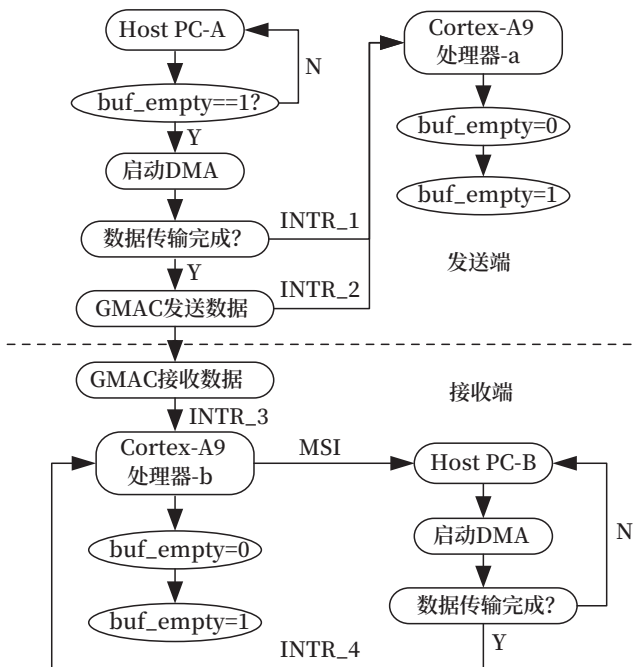 Host PC-A
N
buf_empty==1?
Y
启动DMA
数据传输完成?
INTR_1
Y
INTR_2
GMAC发送数据
Cortex-A9
处理器-a
buf_empty=0
buf_empty=1
发送端
GMAC接收数据
接收端
INTR_3
Cortex-A9
处理器-b
MSI
Host PC-B
buf_empty=0
启动DMA
N
buf_empty=1
数据传输完成?
INTR_4
Y